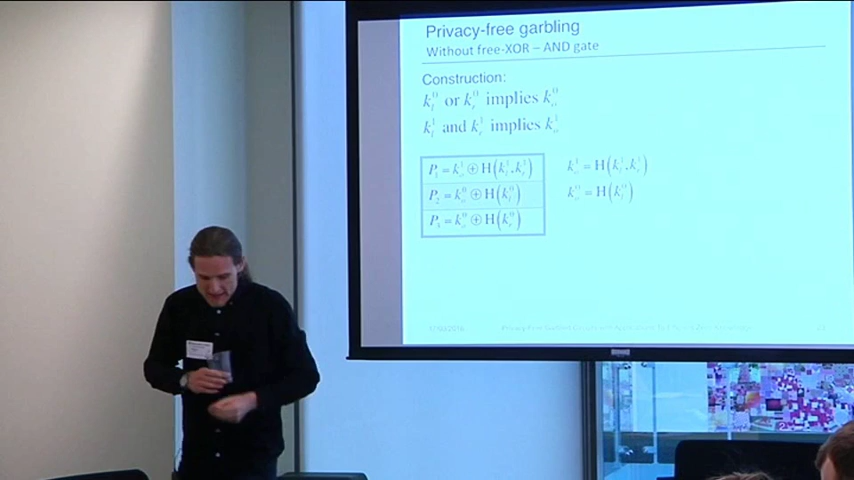 Privacy-free garbling
Without free-XOR – AND gate
Construction:
k_l^0 or k_r^0 implies k_o^0
k_l^1 and k_r^1 implies k_o^1
P_1 = k_o^1 ⊕ H(k_l^1, k_r^1) k_o^1 = H(k_l^1, k_r^1)
P_2 = k_o^0 ⊕ H(k_l^0) k_o^0 = H(k_l^0)
P_3 = k_o^0 ⊕ H(k_r^0)